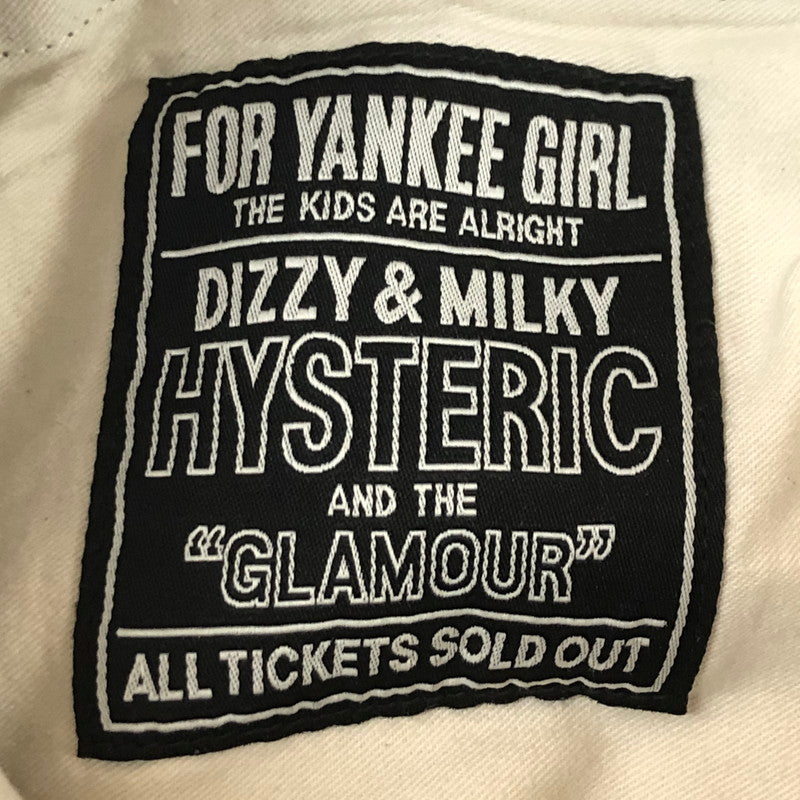 FOR YANKEE GIRL
THE KIDS ARE ALRIGHT
DIZZY & MILKY
HYSTERIC
AND THE
“GLAMOUR”
ALL TICKETS SOLD OUT